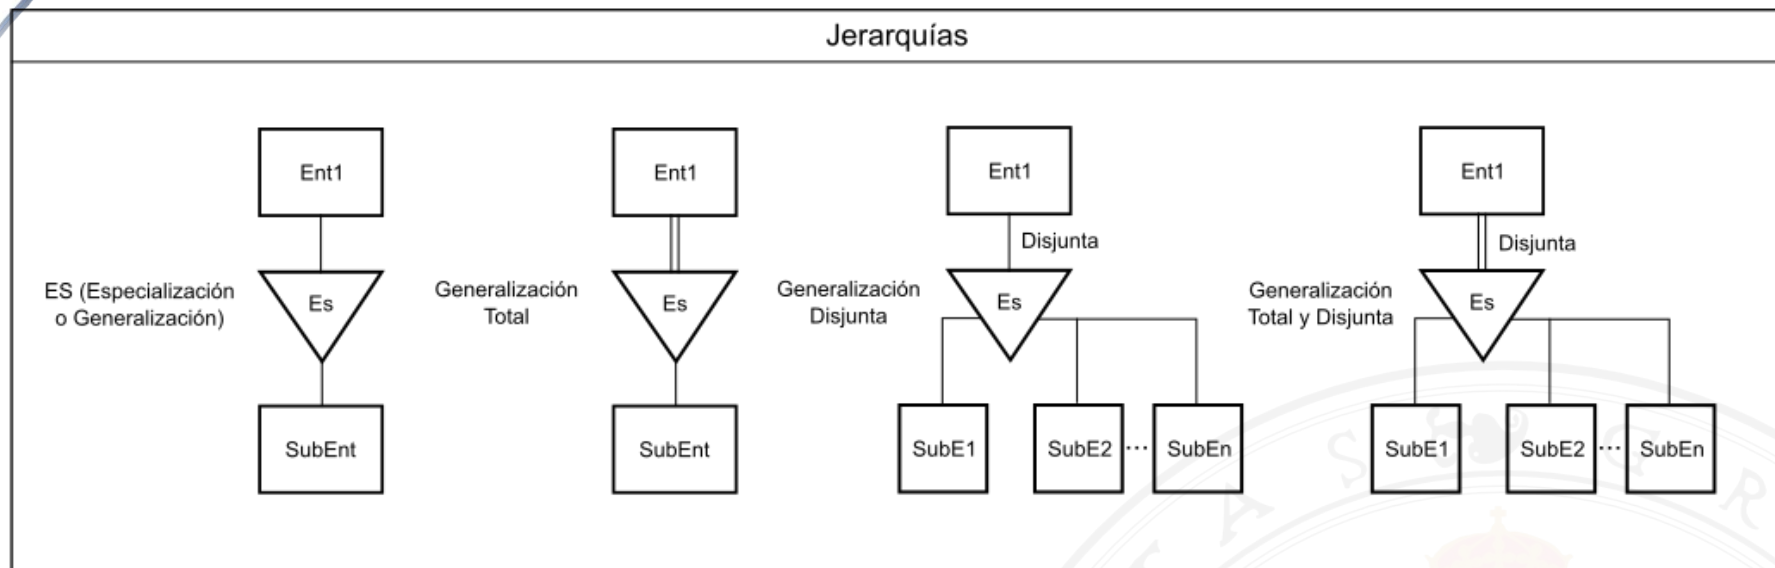 Jerarquías
Ent1
ES (Especialización
o Generalización)
Es
SubEnt
Ent1
Generalización
Total
Es
SubEnt
Ent1
Disjunta
Generalización
Disjunta
Es
SubE1
SubE2
...
SubEn
Ent1
Disjunta
Generalización
Total y Disjunta
Es
SubE1
SubE2
...
SubEn